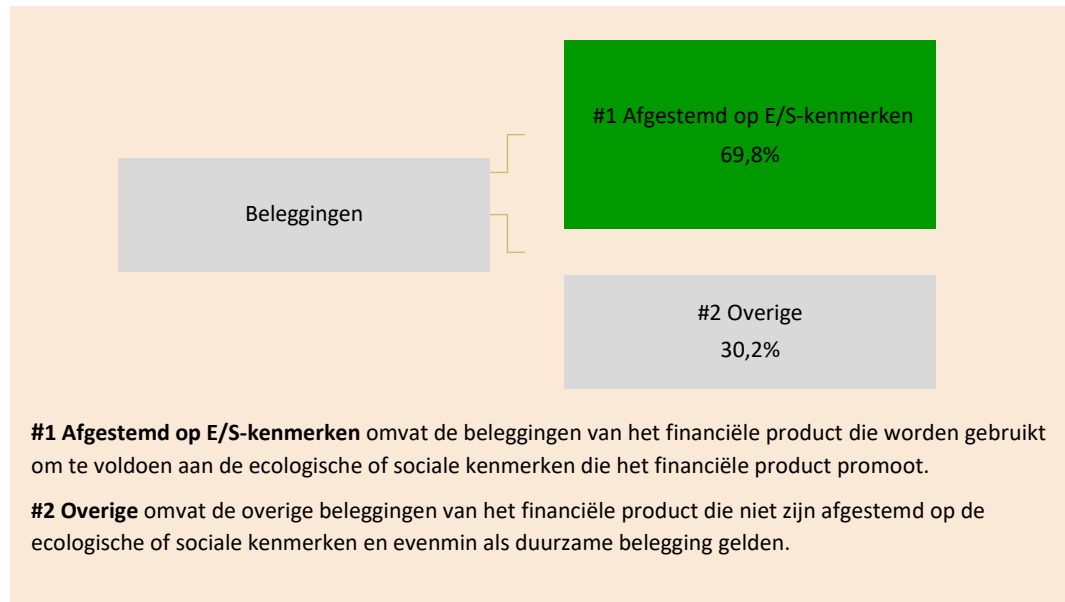 #1 Afgestemd op E/S-kenmerken
69,8%
Beleggingen
#2 Overige
30,2%
#1 Afgestemd op E/S-kenmerken omvat de beleggingen van het financiële product die worden gebruikt
om te voldoen aan de ecologische of sociale kenmerken die het financiële product promoot.
#2 Overige omvat de overige beleggingen van het financiële product die niet zijn afgestemd op de
ecologische of sociale kenmerken en evenmin als duurzame belegging gelden.